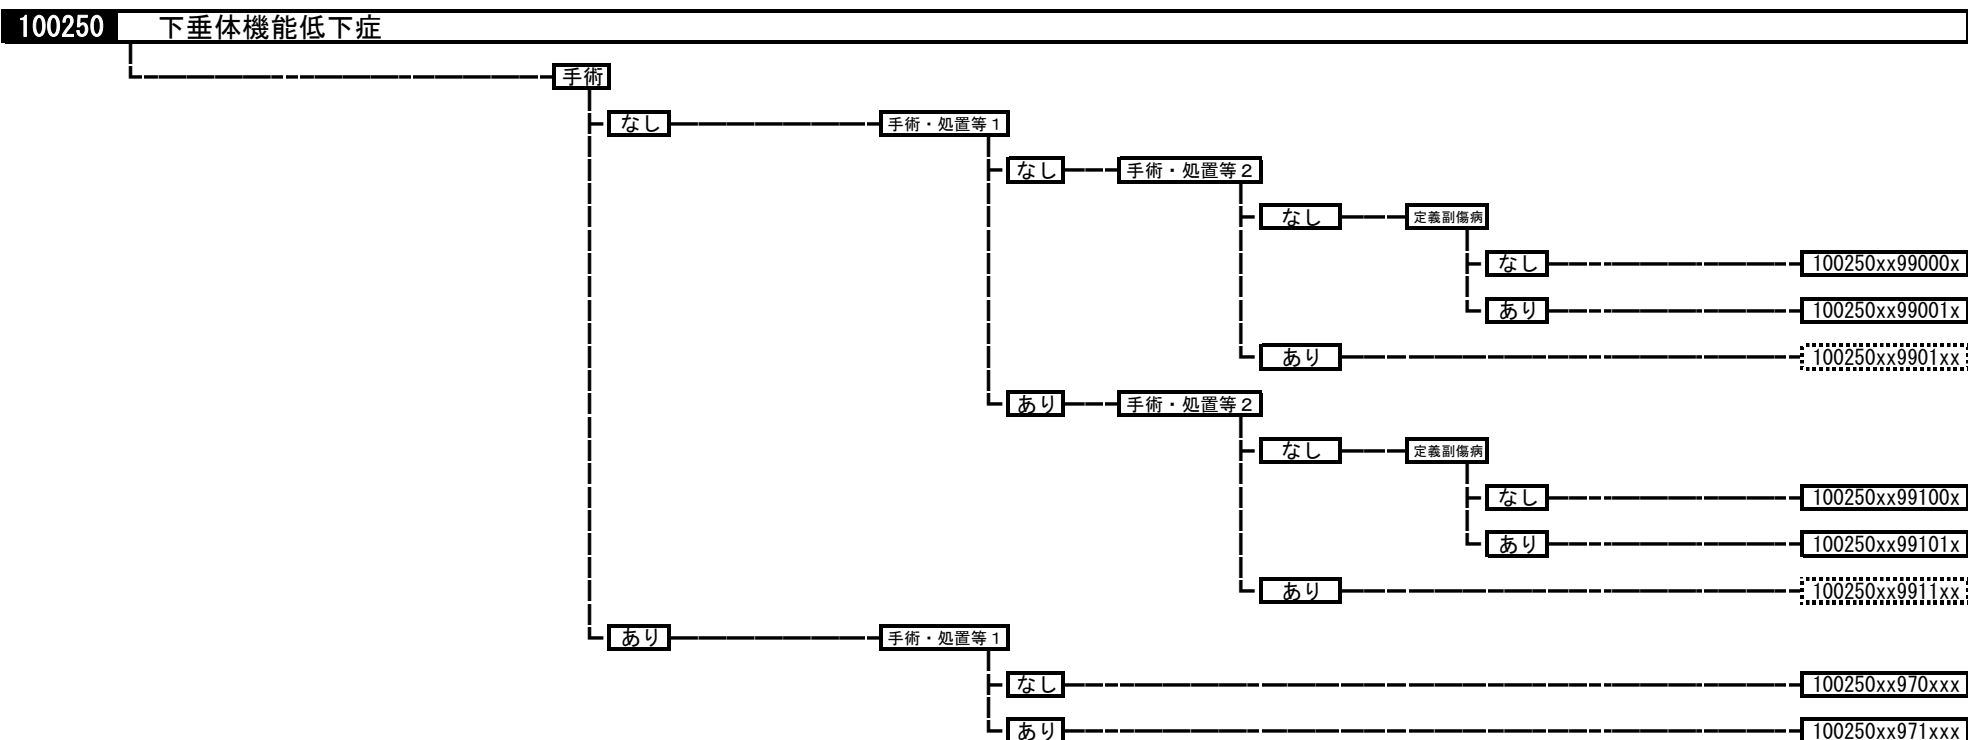 100250 下垂体機能低下症
手術
なし 手術・処置等1
なし 手術・処置等2
なし 定義副傷病
なし 100250xx99000x
あり 100250xx99001x
あり 100250xx9901xx
あり 手術・処置等2
なし 定義副傷病
なし 100250xx99100x
あり 100250xx99101x
あり 100250xx9911xx
あり 手術・処置等1
なし 100250xx970xxx
あり 100250xx971xxx